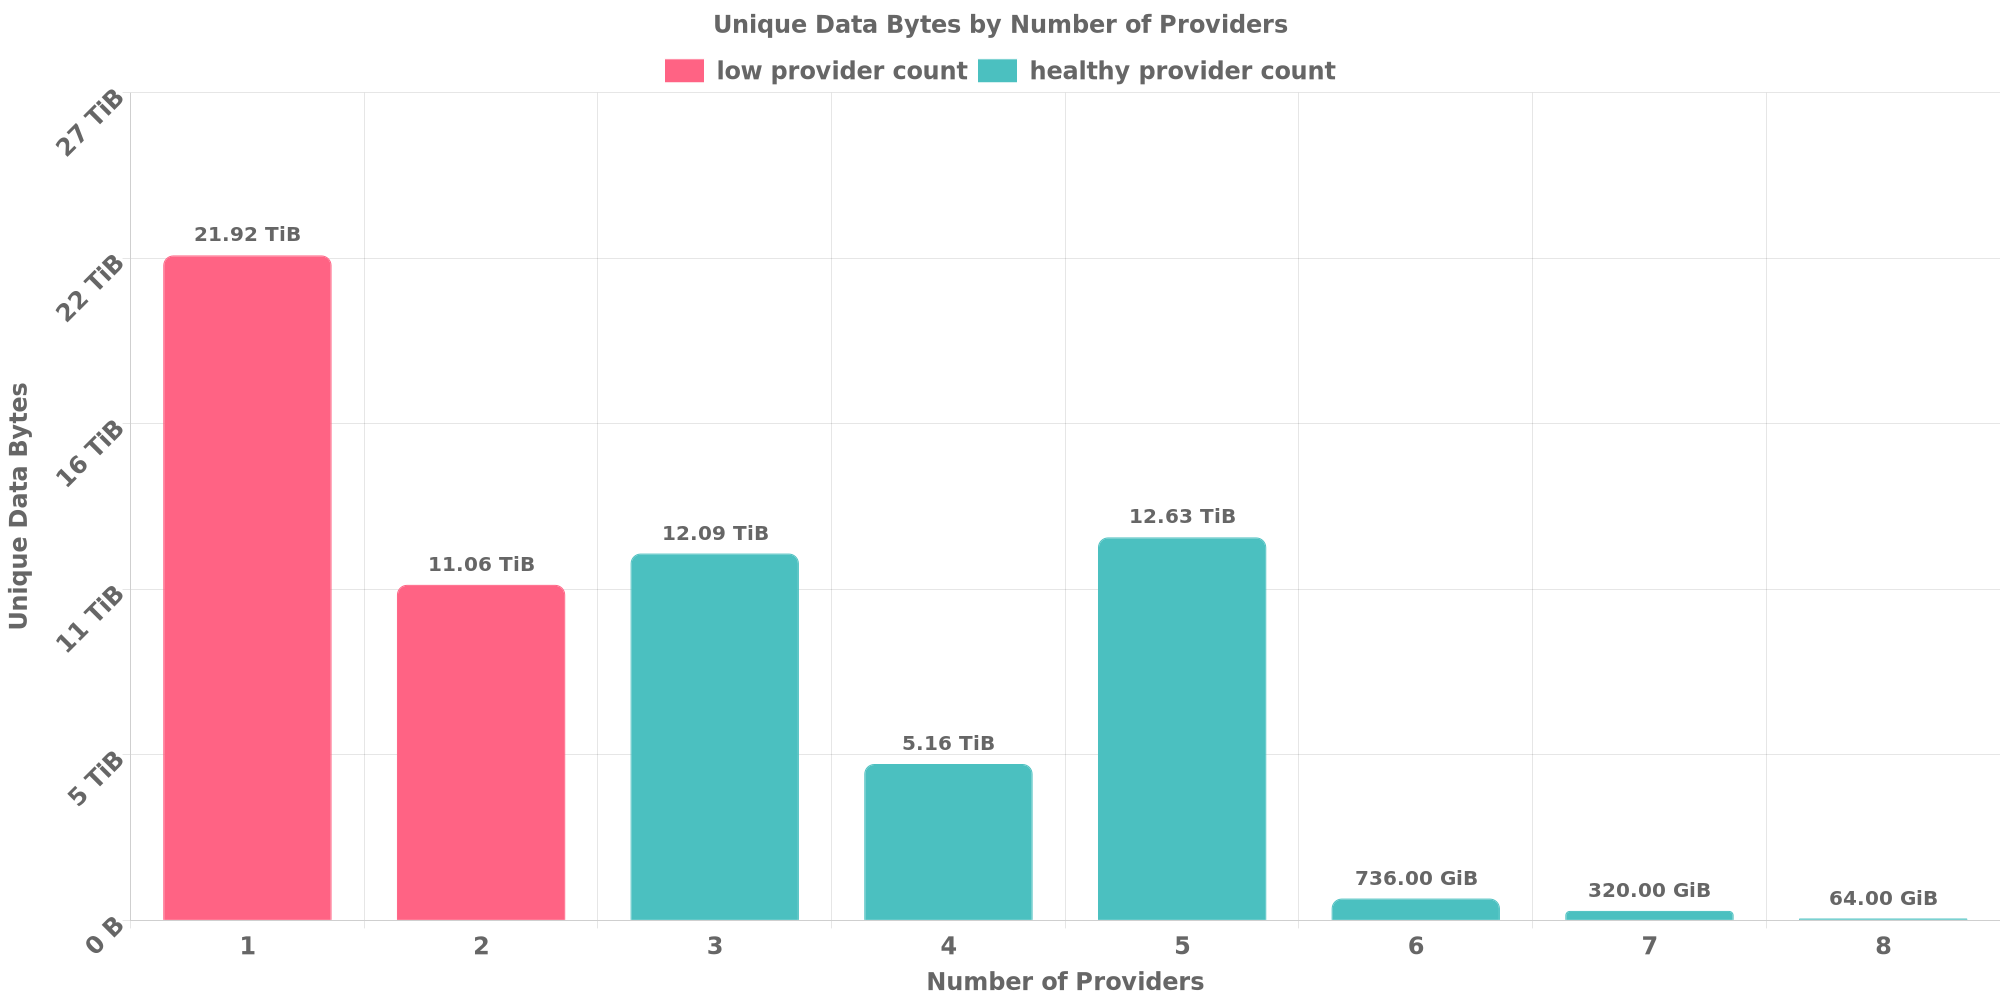 Unique Data Bytes by Number of Providers
low provider count healthy provider count
27 TiB
22 TiB
16 TiB
11 TiB
5 TiB
0 B
Unique Data Bytes
21.92 TiB
11.06 TiB
12.09 TiB
5.16 TiB
12.63 TiB
736.00 GiB
320.00 GiB
64.00 GiB
1 2 3 4 5 6 7 8
Number of Providers